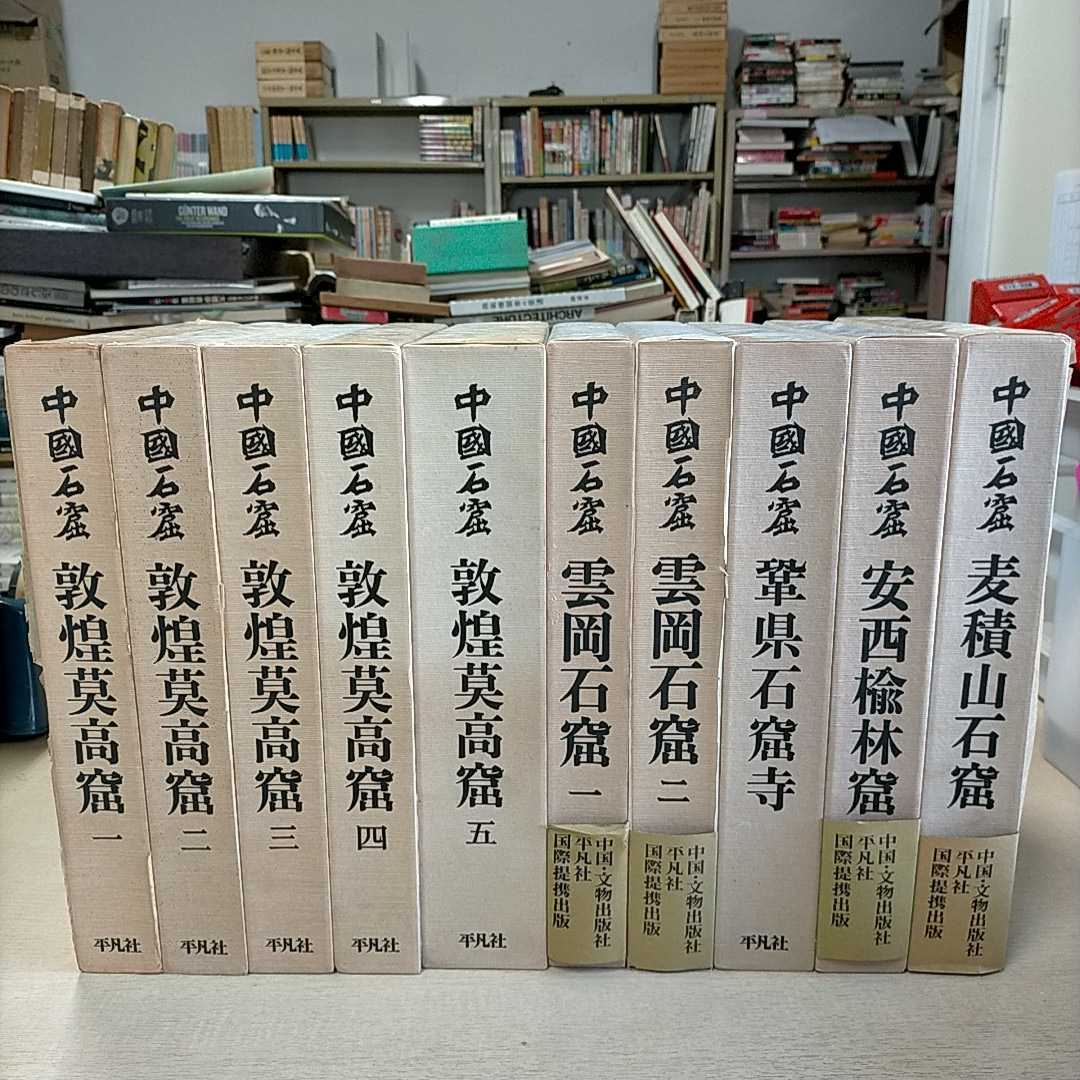 中國石窟
敦煌莫高窟 一
平凡社
中國石窟
敦煌莫高窟 二
平凡社
中國石窟
敦煌莫高窟 三
平凡社
中國石窟
敦煌莫高窟 四
平凡社
中國石窟
敦煌莫高窟 五
平凡社
中國石窟
雲岡石窟 一
中国・文物出版社
平凡社
国際提携出版
中國石窟
雲岡石窟 二
中国・文物出版社
平凡社
国際提携出版
中國石窟
鞏県石窟寺
平凡社
中國石窟
安西楡林窟
中国・文物出版社
平凡社
国際提携出版
中國石窟
麦積山石窟
中国・文物出版社
平凡社
国際提携出版
GÜNTER WAND
ARCHITECTURE